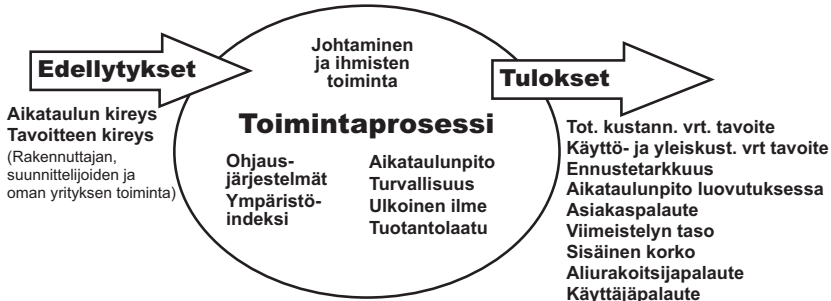 Edellytykset
Aikataulun kireys
Tavoitteen kireys
(Rakennuttajan,
suunnittelijoiden ja
oman yrityksen toiminta)
Johtaminen
ja ihmisten
toiminta
Toimintaprosessi
Ohjaus-
järjestelmät
Ympäristö-
indeksi
Aikataulunpito
Turvallisuus
Ulkoinen ilme
Tuotantolaatu
Tulokset
Tot. kustann. vrt. tavoite
Käyttö- ja yleiskust. vrt tavoite
Ennustetarkkuus
Aikataulunpito luovutuksessa
Asiakaspalaute
Viimeistelyn taso
Sisäinen korko
Aliurakoitsijapalaute
Käyttäjäpalaute